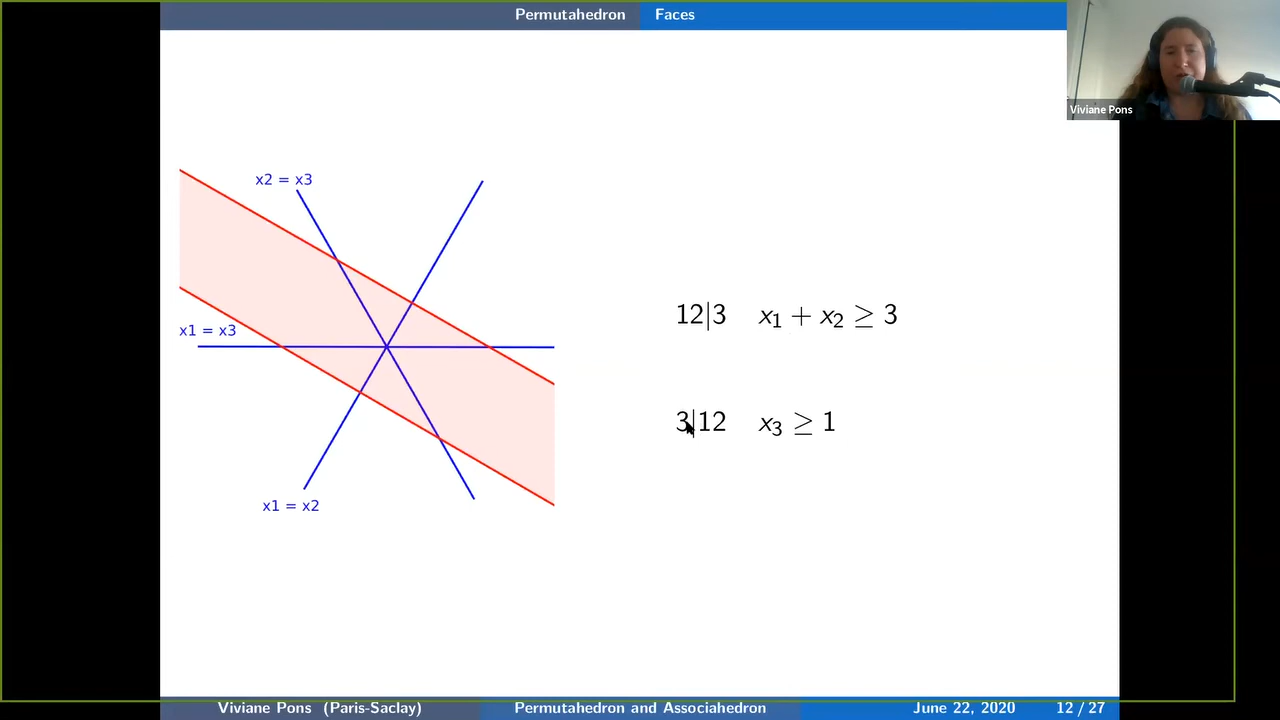 Permutahedron Faces
Viviane Pons
x2 = x3
x1 = x3
x1 = x2
12|3 x₁ + x₂ ≥ 3
3|12 x₃ ≥ 1
Viviane Pons (Paris-Saclay) Permutahedron and Associahedron June 22, 2020 12 / 27